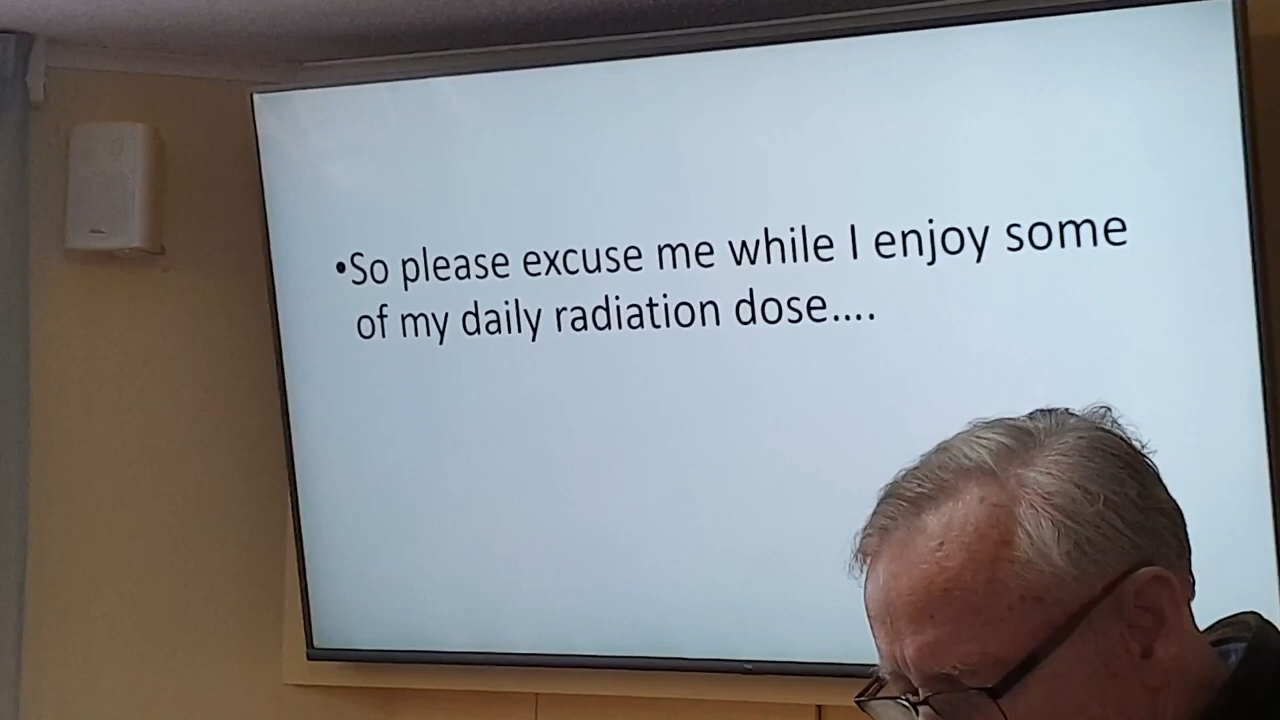 •So please excuse me while I enjoy some
of my daily radiation dose....